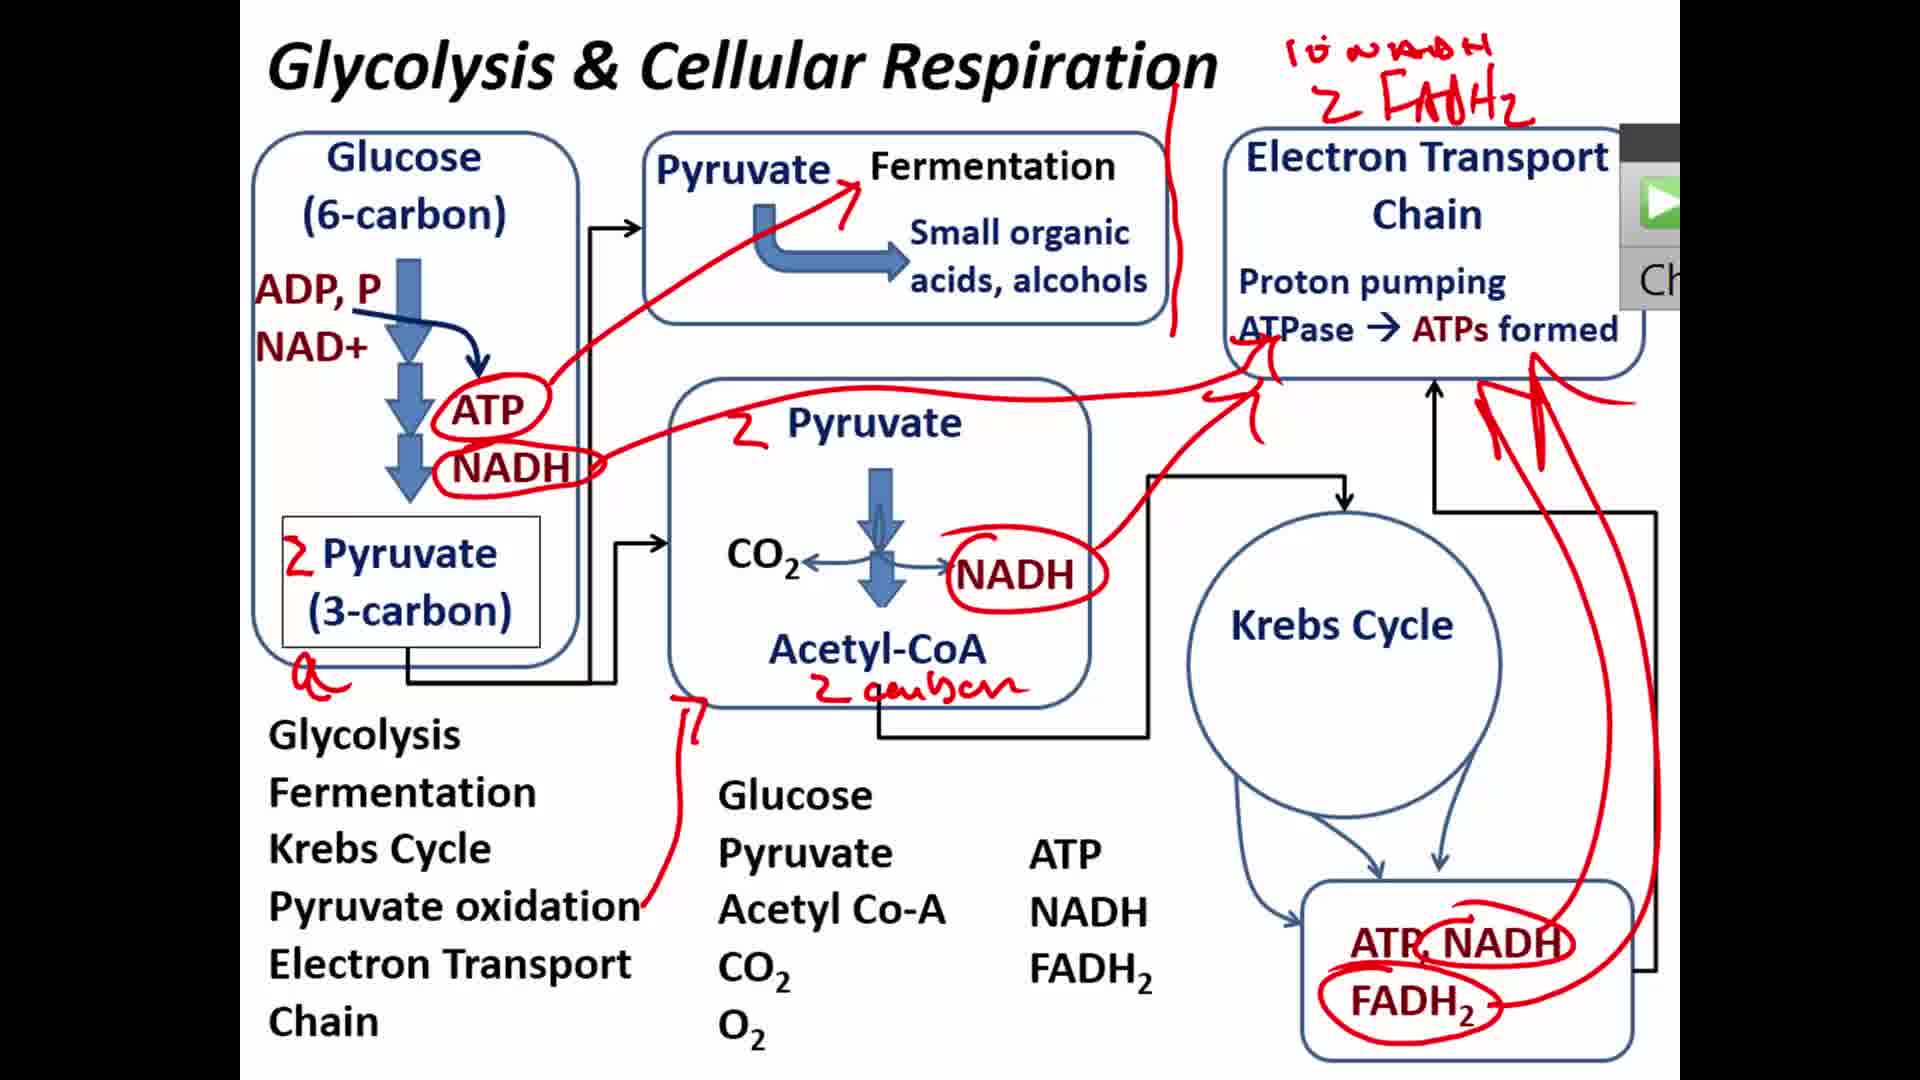 Glycolysis & Cellular Respiration
10 NADH
2 FADH2
Glucose
(6-carbon)
ADP, P
NAD+
ATP
NADH
2 Pyruvate
(3-carbon)
Pyruvate
Fermentation
Small organic
acids, alcohols
Electron Transport
Chain
Proton pumping
ATPase → ATPs formed
Ch
2 Pyruvate
CO2
NADH
Acetyl-CoA
2 carbon
Krebs Cycle
ATP, NADH
FADH2
Glycolysis
Fermentation
Krebs Cycle
Pyruvate oxidation
Electron Transport
Chain
Glucose
Pyruvate
Acetyl Co-A
CO2
O2
ATP
NADH
FADH2